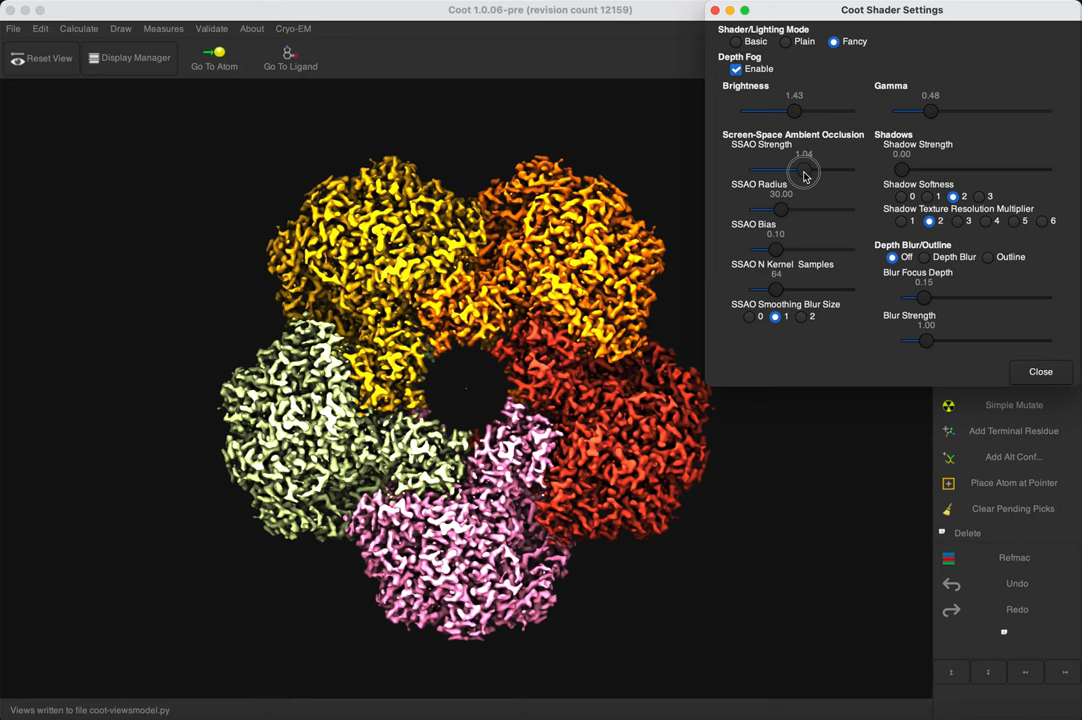 Coot 1.0.06-pre (revision count 12159)
File Edit Calculate Draw Measures Validate About Cryo-EM
Reset View Display Manager Go To Atom Go To Ligand
Coot Shader Settings
Shader/Lighting Mode
Basic Plain Fancy
Depth Fog
Enable
Brightness Gamma
1.43 0.48
Screen-Space Ambient Occlusion Shadows
SSAO Strength Shadow Strength
1.04 0.00
SSAO Radius Shadow Softness
30.00 0 1 2 3
Shadow Texture Resolution Multiplier
SSAO Bias 1 2 3 4 5 6
0.10
Depth Blur/Outline
Off Depth Blur Outline
SSAO N Kernel Samples Blur Focus Depth
64 0.15
SSAO Smoothing Blur Size Blur Strength
0 1 2 1.00
Close
Simple Mutate
Add Terminal Residue
Add Alt Conf...
Place Atom at Pointer
Clear Pending Picks
Delete
Refmac
Undo
Redo
Views written to file coot-viewsmodel.py